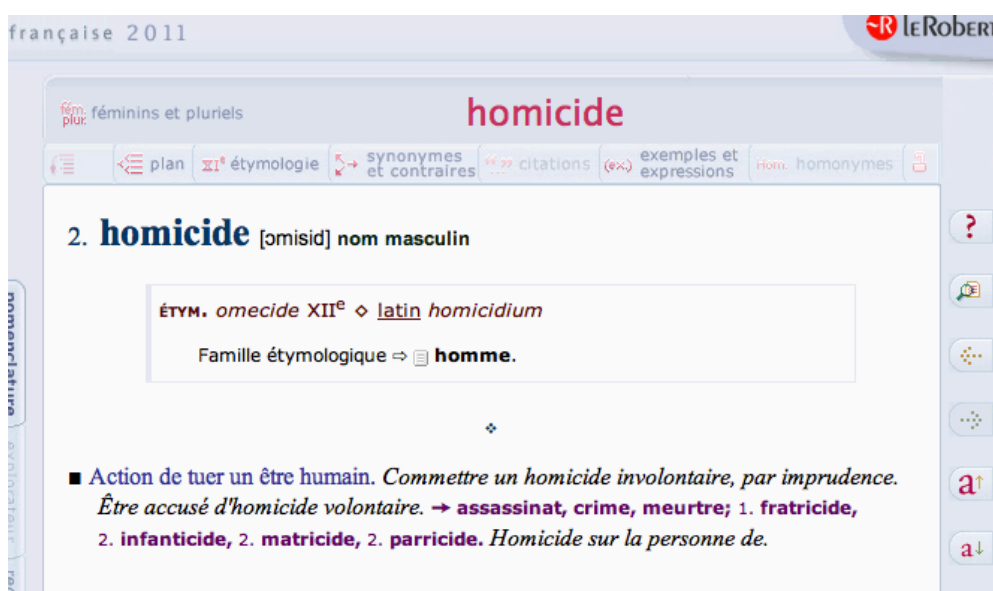 française 2011
LE ROBERT
fém. plur. féminins et pluriels
homicide
plan
XIᵉ étymologie
synonymes et contraires
citations
(ex.) exemples et expressions
Hom. homonymes
2. homicide [ɔmisid] nom masculin
?
ÉTYM. omecide XIIᵉ ⋄ latin homicidium
Famille étymologique ⇨ homme.
nomenclature
explorateur
■ Action de tuer un être humain. Commettre un homicide involontaire, par imprudence.
Être accusé d'homicide volontaire. ➙ assassinat, crime, meurtre; 1. fratricide,
2. infanticide, 2. matricide, 2. parricide. Homicide sur la personne de.
a↑
a↓